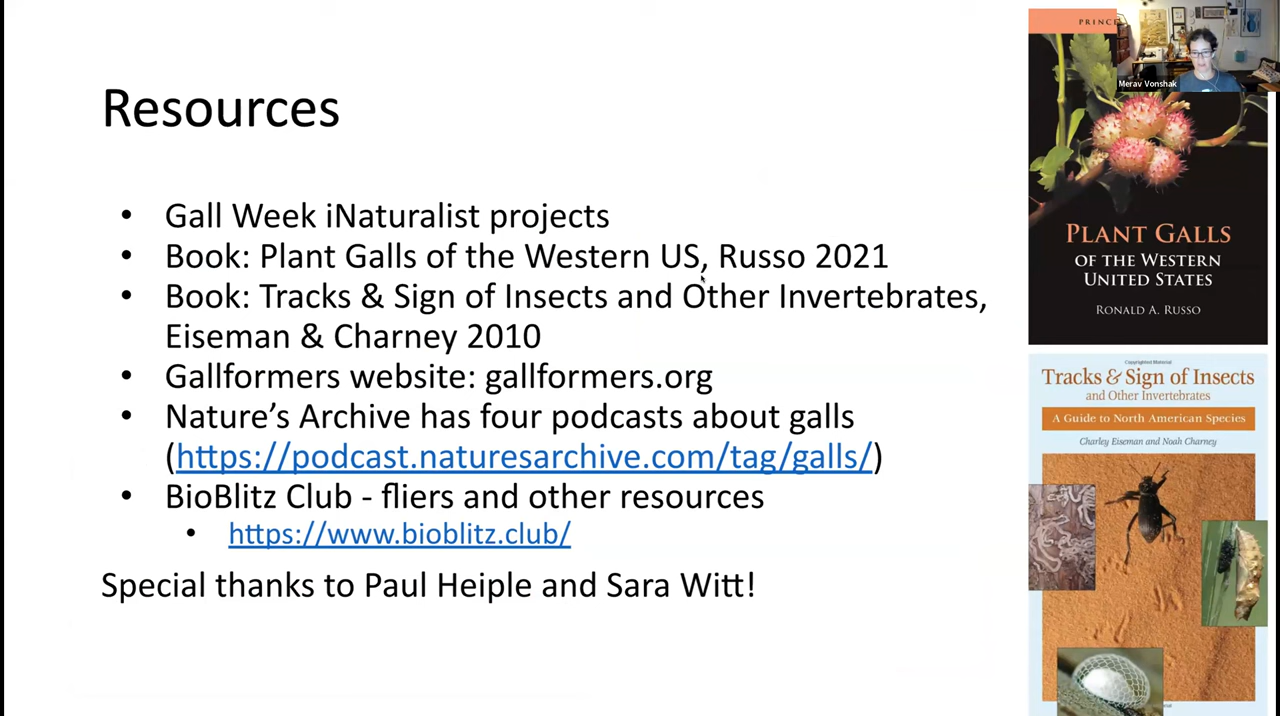 Resources
• Gall Week iNaturalist projects
• Book: Plant Galls of the Western US, Russo 2021
• Book: Tracks & Sign of Insects and Other Invertebrates,
Eiseman & Charney 2010
• Gallformers website: gallformers.org
• Nature’s Archive has four podcasts about galls
(https://podcast.naturesarchive.com/tag/galls/)
• BioBlitz Club - fliers and other resources
• https://www.bioblitz.club/
Special thanks to Paul Heiple and Sara Witt!
Merav Vonshak
PLANT GALLS
OF THE WESTERN
UNITED STATES
RONALD A. RUSSO
Copyrighted Material
Tracks & Sign of Insects
and Other Invertebrates
A Guide to North American Species
Charley Eiseman and Noah Charney